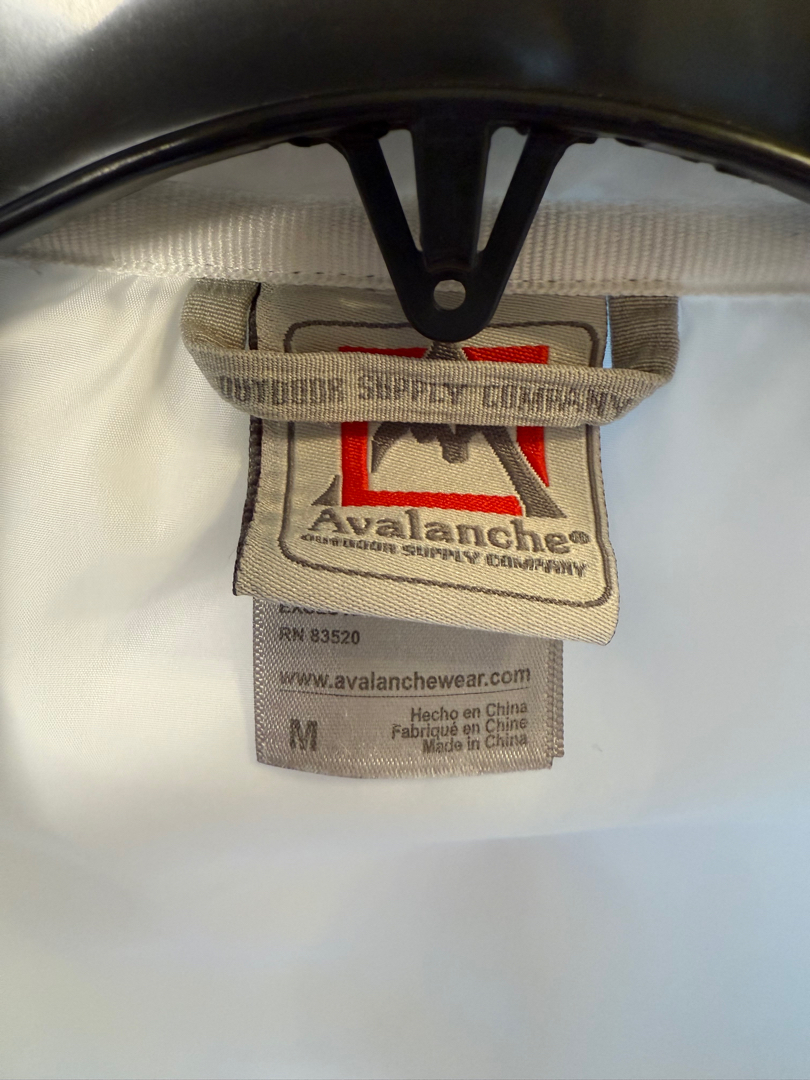 OUTDOOR SUPPLY COMPANY
Avalanche®
OUTDOOR SUPPLY COMPANY
RN 83520
www.avalanchewear.com
M
Hecho en China
Fabriqué en Chine
Made in China